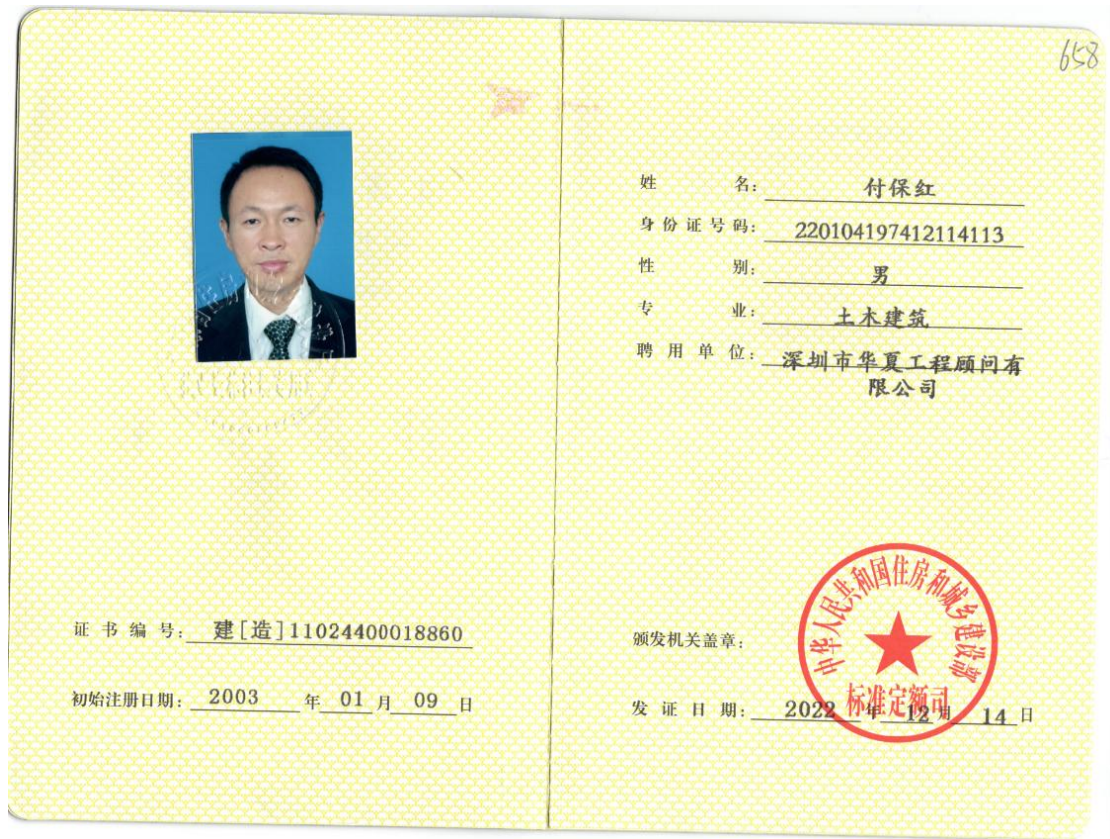 658
姓 名: 付保红
身份证号码: 220104197412114113
性 别: 男
专 业: 土木建筑
聘用单位: 深圳市华夏工程顾问有
限公司
证书编号: 建[造]11024400018860
初始注册日期: 2003 年 01 月 09 日
颁发机关盖章:
中华人民共和国住房和城乡建设部
标准定额司
发证日期: 2022 年 12 月 14 日